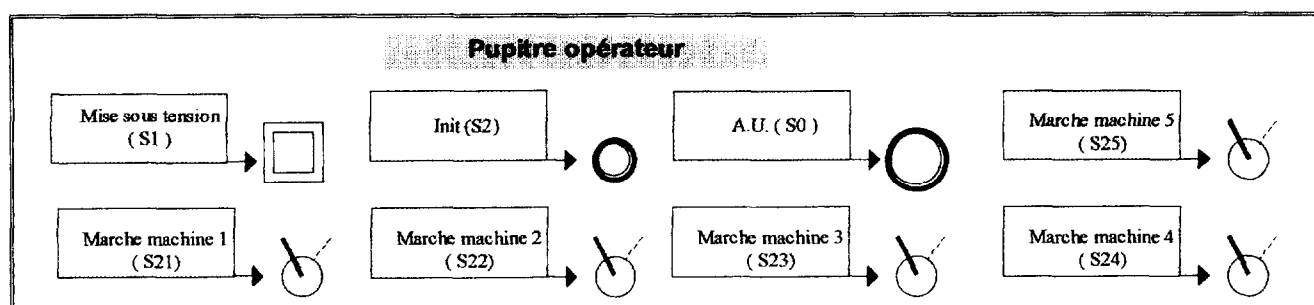 Pupitre opérateur
Mise sous tension
( S1 )
Init (S2)
A.U. ( S0 )
Marche machine 5
( S25)
Marche machine 1
( S21)
Marche machine 2
( S22)
Marche machine 3
( S23)
Marche machine 4
( S24)